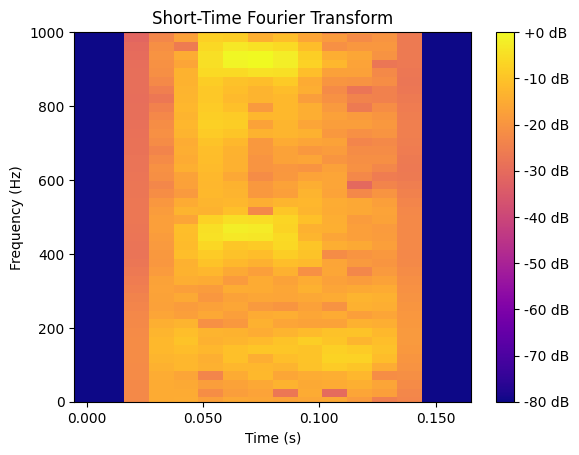 Short-Time Fourier Transform
1000
800
600
400
200
0
Frequency (Hz)
0.000
0.050
0.100
0.150
Time (s)
+0 dB
-10 dB
-20 dB
-30 dB
-40 dB
-50 dB
-60 dB
-70 dB
-80 dB